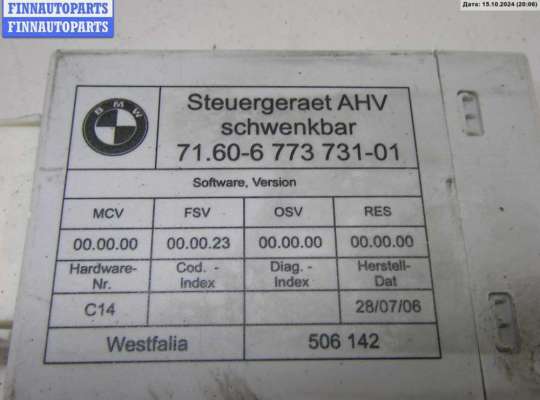 FINNAUTOPARTS
FINNAUTOPARTS
Дата: 15.10.2024 (20:06)
BMW
Steuergeraet AHV
schwenkbar
71.60-6 773 731-01
Software, Version
MCV FSV OSV RES
00.00.00 00.00.23 00.00.00 00.00.00
Hardware- Cod. - Diag. - Herstell-
Nr. Index Index Dat
C14 28/07/06
Westfalia 506 142